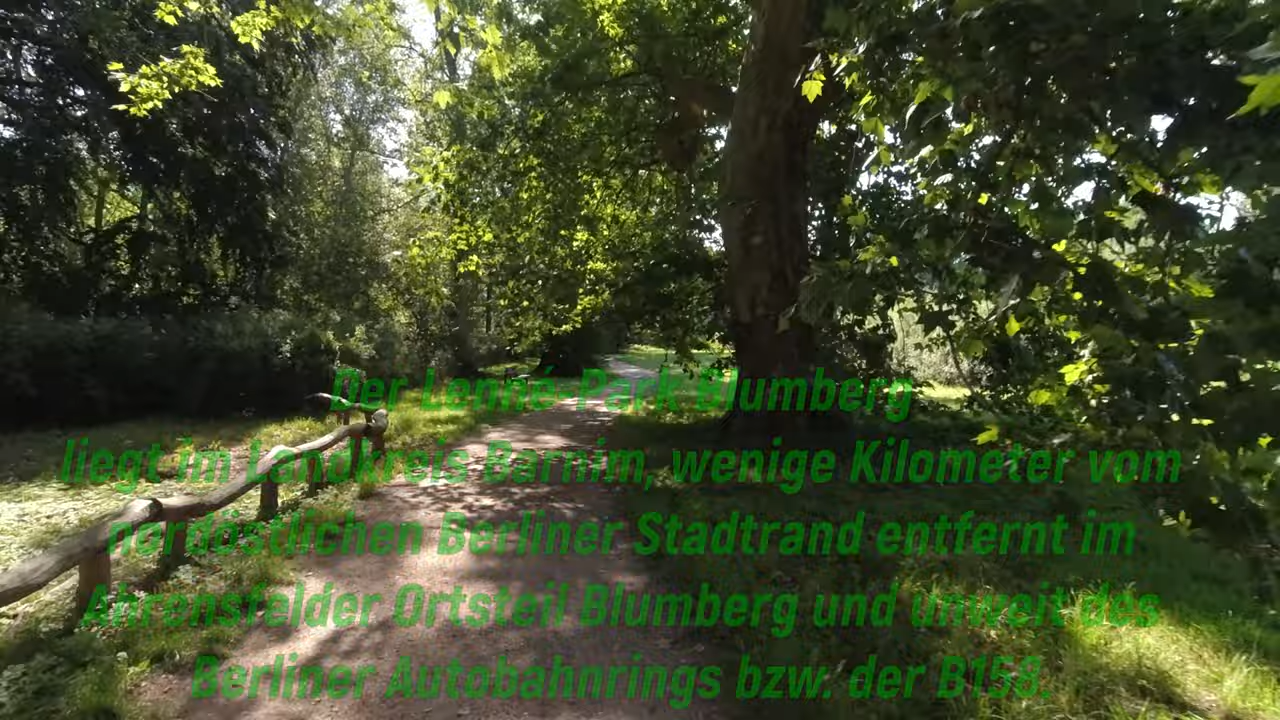 Der Lenné-Park Blumberg
liegt im Landkreis Barnim, wenige Kilometer vom
nordöstlichen Berliner Stadtrand entfernt im
Ahrensfelder Ortsteil Blumberg und unweit des
Berliner Autobahnrings bzw. der B158.